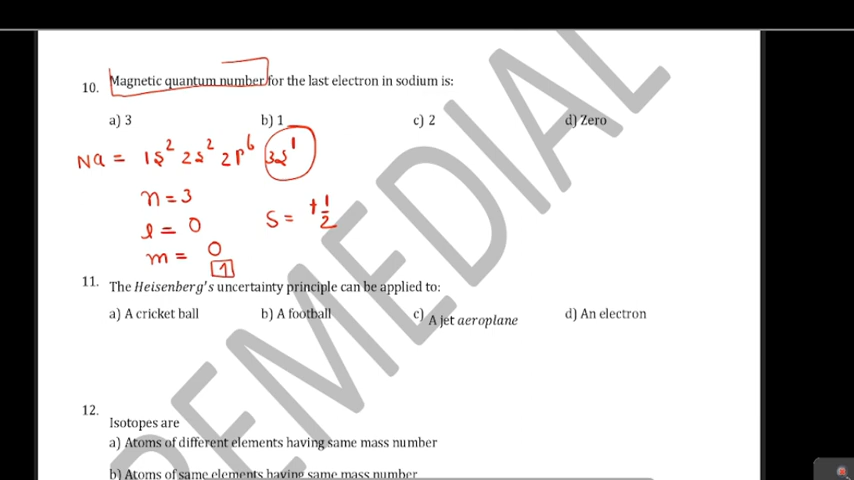 10. Magnetic quantum number for the last electron in sodium is:
a) 3 b) 1 c) 2 d) Zero
Na = 1s² 2s² 2p⁶ 3s¹
n = 3
l = 0 s = +1/2
m = 0
1
11. The Heisenberg's uncertainty principle can be applied to:
a) A cricket ball b) A football c) A jet aeroplane d) An electron
12. Isotopes are
a) Atoms of different elements having same mass number
b) Atoms of same elements having same mass number
REMEDIAL